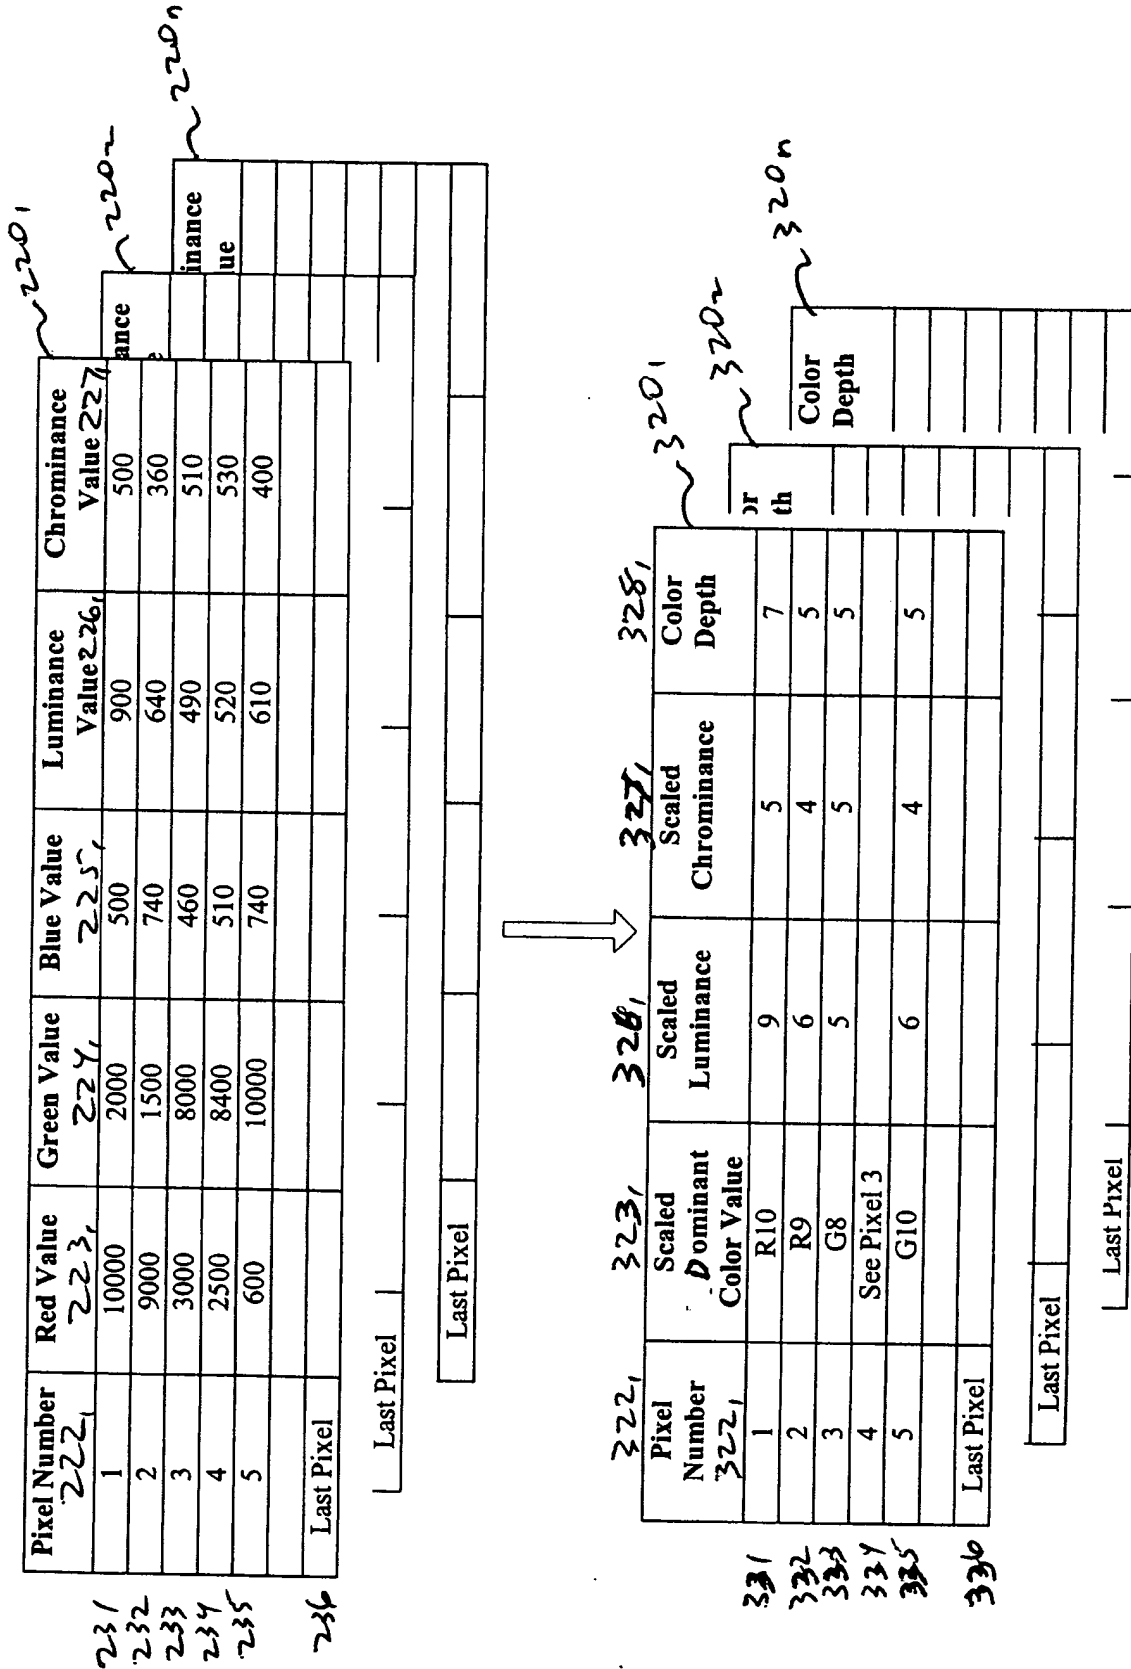 220₁
220₂
220n
Pixel Number Red Value Green Value Blue Value Luminance Chrominance
222₁ 223₁ 224₁ 225₁ Value 226₁ Value 227₁
231 1 10000 2000 500 900 500
232 2 9000 1500 740 640 360
233 3 3000 8000 460 490 510
234 4 2500 8400 510 520 530
235 5 600 10000 740 610 400
236 Last Pixel
ance
e
inance
ue
Last Pixel
Last Pixel
320₁
320₂
320n
322₁ 323₁ 326₁ 327₁ 328₁
Pixel Scaled Scaled Scaled Color
Number Dominant Luminance Chrominance Depth
322₁ Color Value
331 1 R10 9 5 7
332 2 R9 6 4 5
333 3 G8 5 5 5
334 4 See Pixel 3
335 5 G10 6 4 5
336 Last Pixel
or
th
Color
Depth
Last Pixel
Last Pixel